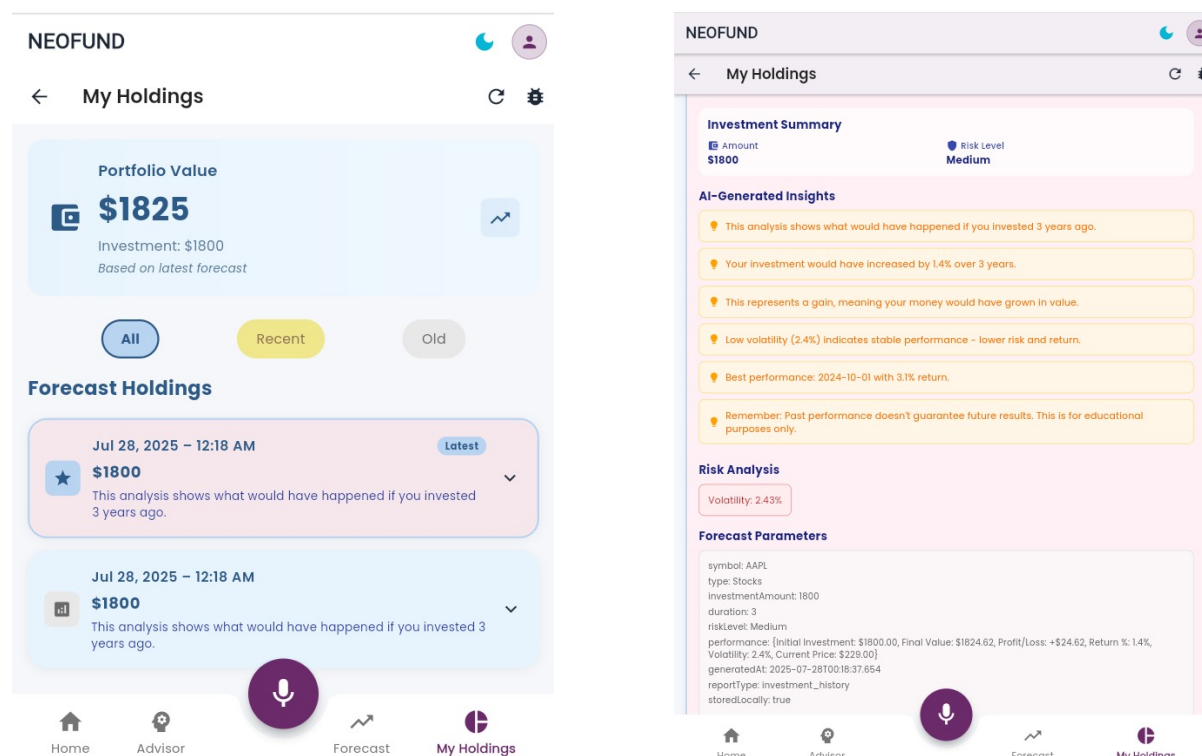 NEOFUND
My Holdings
Portfolio Value
$1825
Investment: $1800
Based on latest forecast
All
Recent
Old
Forecast Holdings
Jul 28, 2025 – 12:18 AM
Latest
$1800
This analysis shows what would have happened if you invested
3 years ago.
Jul 28, 2025 – 12:18 AM
$1800
This analysis shows what would have happened if you invested 3
years ago.
Home
Advisor
Forecast
My Holdings
NEOFUND
My Holdings
Investment Summary
Amount
$1800
Risk Level
Medium
AI-Generated Insights
This analysis shows what would have happened if you invested 3 years ago.
Your investment would have increased by 1.4% over 3 years.
This represents a gain, meaning your money would have grown in value.
Low volatility (2.4%) indicates stable performance - lower risk and return.
Best performance: 2024-10-01 with 3.1% return.
Remember: Past performance doesn't guarantee future results. This is for educational
purposes only.
Risk Analysis
Volatility: 2.43%
Forecast Parameters
symbol: AAPL
type: Stocks
investmentAmount: 1800
duration: 3
riskLevel: Medium
performance: {Initial Investment: $1800.00, Final Value: $1824.62, Profit/Loss: +$24.62, Return %: 1.4%,
Volatility: 2.4%, Current Price: $229.00}
generatedAt: 2025-07-28T00:18:37.654
reportType: investment_history
storedLocally: true
Home
Advisor
Forecast
My Holdings